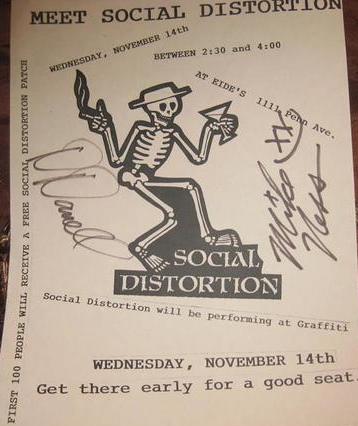 MEET SOCIAL DISTORTION
WEDNESDAY, NOVEMBER 14th
BETWEEN 2:30 and 4:00
AT EIDE'S 1111 Penn Ave.
FIRST 100 PEOPLE WILL RECEIVE A FREE SOCIAL DISTORTION PATCH
Mike
Ness
SOCIAL
DISTORTION
Social Distortion will be performing at Graffiti
WEDNESDAY, NOVEMBER 14th
Get there early for a good seat.